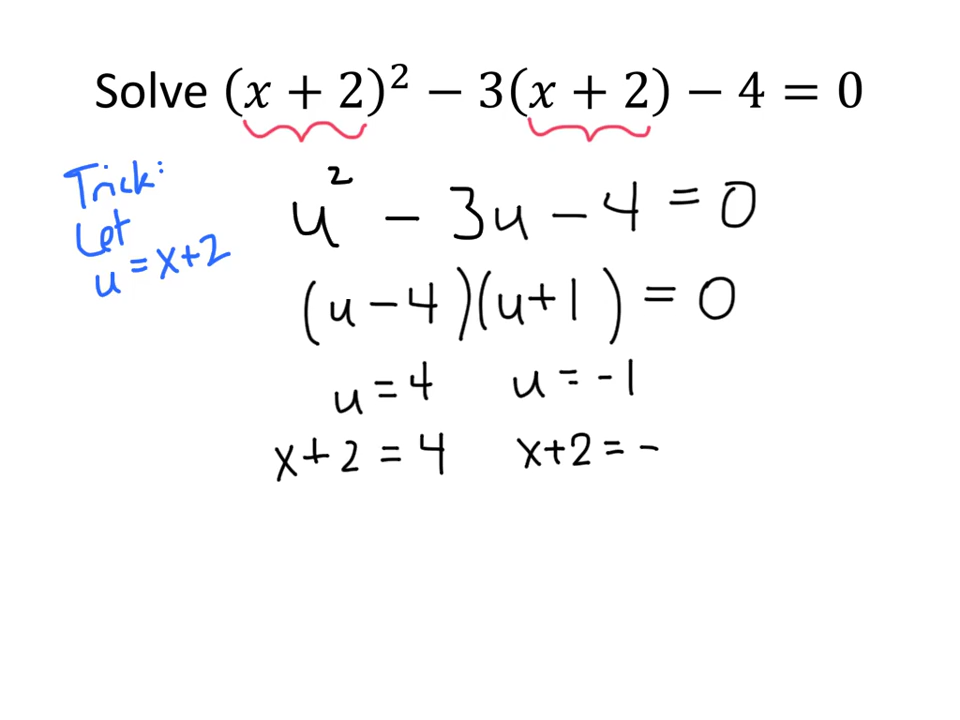 Solve (x + 2)² − 3(x + 2) − 4 = 0
Trick:
Let
u = x+2
u² − 3u − 4 = 0
(u − 4)(u+1) = 0
u = 4 u = -1
x+2 = 4 x+2 = -